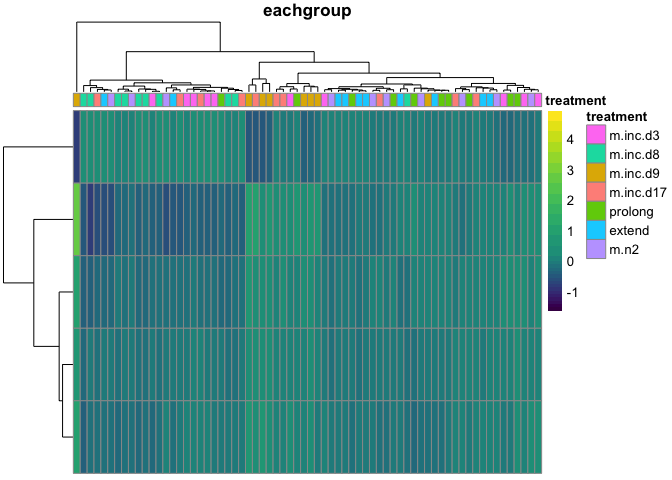 eachgroup
treatment
treatment
4
3
2
1
0
-1
m.inc.d3
m.inc.d8
m.inc.d9
m.inc.d17
prolong
extend
m.n2